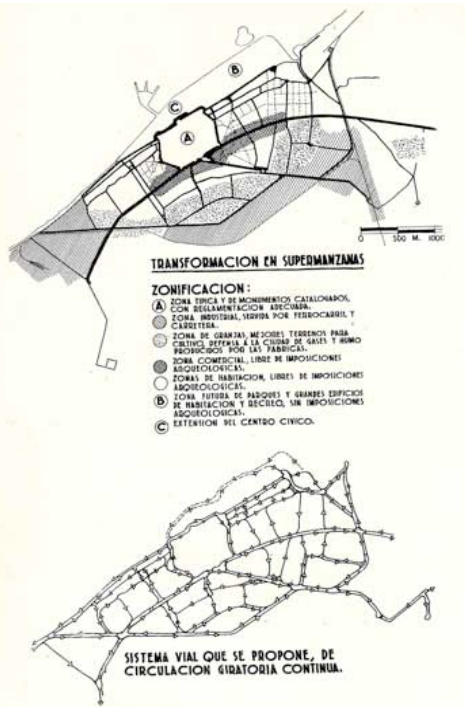 B
C
A
0 500 M. 1000
TRANSFORMACION EN SUPERMANZANAS
ZONIFICACION:
A ZONA TIPICA Y DE MONUMENTOS CATALOGADOS,
CON REGLAMENTACION ADECUADA.
ZONA INDUSTRIAL, SERVIDA POR FERROCARRIL Y
CARRETERA.
ZONA DE GRANJAS, MEJORES TERRENOS PARA
CULTIVO, DEFENSA A LA CIUDAD DE GASES Y HUMO
PRODUCIDOS POR LAS FABRICAS.
ZONA COMERCIAL, LIBRE DE IMPOSICIONES
ARQUEOLOGICAS.
ZONAS DE HABITACION, LIBRES DE IMPOSICIONES
ARQUEOLOGICAS.
B ZONA FUTURA DE PARQUES Y GRANDES EDIFICIOS
DE HABITACION Y RECREO, SIN IMPOSICIONES
ARQUEOLOGICAS.
C EXTENSION DEL CENTRO CIVICO.
SISTEMA VIAL QUE SE PROPONE, DE
CIRCULACION GIRATORIA CONTINUA.